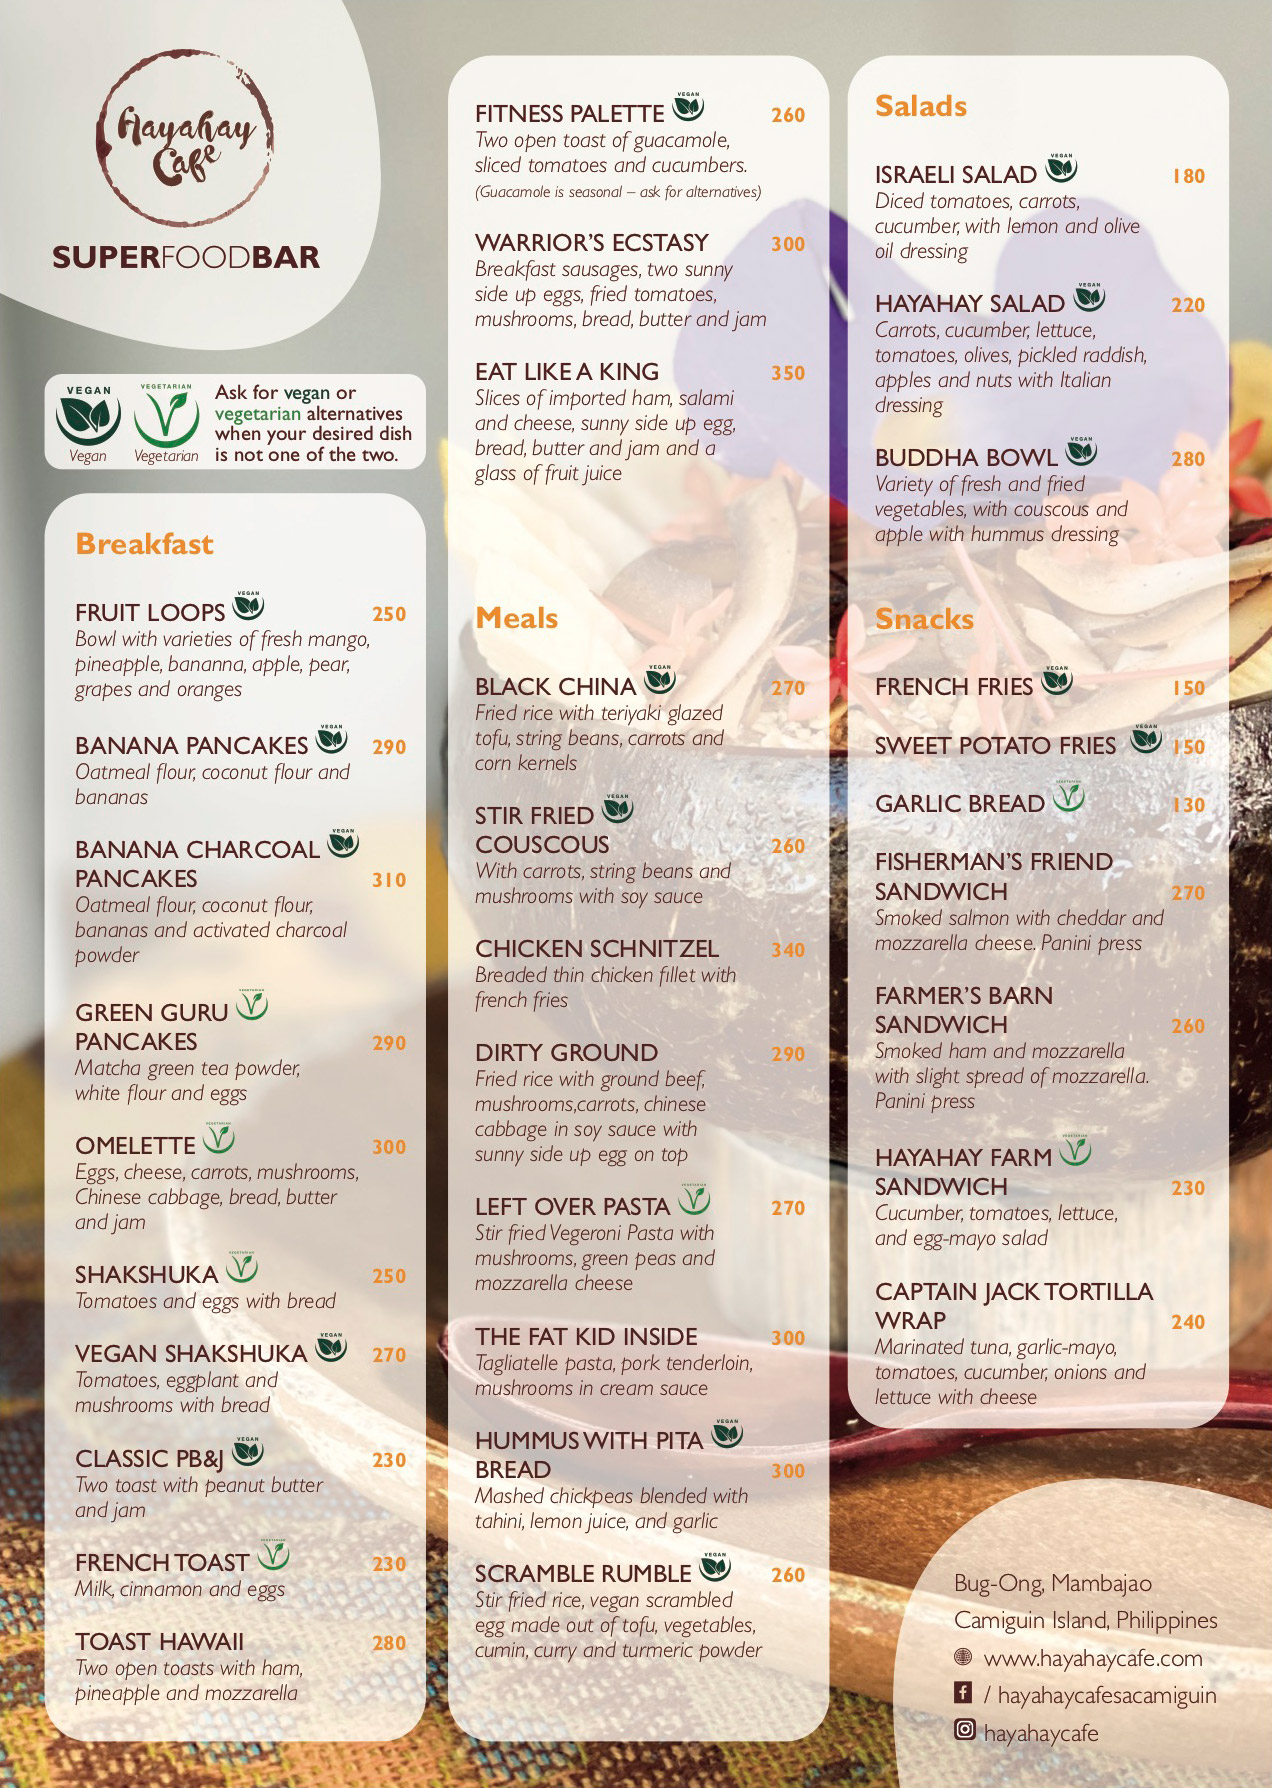 Hayahay
Cafe
SUPERFOODBAR
VEGAN
Vegan
VEGETARIAN
Vegetarian
Ask for vegan or
vegetarian alternatives
when your desired dish
is not one of the two.
Breakfast
FRUIT LOOPS VEGAN 250
Bowl with varieties of fresh mango,
pineapple, bananna, apple, pear,
grapes and oranges
BANANA PANCAKES VEGAN 290
Oatmeal flour, coconut flour and
bananas
BANANA CHARCOAL VEGAN
PANCAKES 310
Oatmeal flour, coconut flour,
bananas and activated charcoal
powder
GREEN GURU VEGETARIAN
PANCAKES 290
Matcha green tea powder,
white flour and eggs
OMELETTE VEGETARIAN 300
Eggs, cheese, carrots, mushrooms,
Chinese cabbage, bread, butter
and jam
SHAKSHUKA VEGETARIAN 250
Tomatoes and eggs with bread
VEGAN SHAKSHUKA VEGAN 270
Tomatoes, eggplant and
mushrooms with bread
CLASSIC PB&J VEGAN 230
Two toast with peanut butter
and jam
FRENCH TOAST VEGETARIAN 230
Milk, cinnamon and eggs
TOAST HAWAII 280
Two open toasts with ham,
pineapple and mozzarella
FITNESS PALETTE VEGAN 260
Two open toast of guacamole,
sliced tomatoes and cucumbers.
(Guacamole is seasonal – ask for alternatives)
WARRIOR'S ECSTASY 300
Breakfast sausages, two sunny
side up eggs, fried tomatoes,
mushrooms, bread, butter and jam
EAT LIKE A KING 350
Slices of imported ham, salami
and cheese, sunny side up egg,
bread, butter and jam and a
glass of fruit juice
Meals
BLACK CHINA VEGAN 270
Fried rice with teriyaki glazed
tofu, string beans, carrots and
corn kernels
STIR FRIED VEGAN
COUSCOUS 260
With carrots, string beans and
mushrooms with soy sauce
CHICKEN SCHNITZEL 340
Breaded thin chicken fillet with
french fries
DIRTY GROUND 290
Fried rice with ground beef,
mushrooms,carrots, chinese
cabbage in soy sauce with
sunny side up egg on top
LEFT OVER PASTA VEGETARIAN 270
Stir fried Vegeroni Pasta with
mushrooms, green peas and
mozzarella cheese
THE FAT KID INSIDE 300
Tagliatelle pasta, pork tenderloin,
mushrooms in cream sauce
HUMMUS WITH PITA VEGAN
BREAD 300
Mashed chickpeas blended with
tahini, lemon juice, and garlic
SCRAMBLE RUMBLE VEGAN 260
Stir fried rice, vegan scrambled
egg made out of tofu, vegetables,
cumin, curry and turmeric powder
Salads
ISRAELI SALAD VEGAN 180
Diced tomatoes, carrots,
cucumber, with lemon and olive
oil dressing
HAYAHAY SALAD VEGAN 220
Carrots, cucumber, lettuce,
tomatoes, olives, pickled raddish,
apples and nuts with Italian
dressing
BUDDHA BOWL VEGAN 280
Variety of fresh and fried
vegetables, with couscous and
apple with hummus dressing
Snacks
FRENCH FRIES VEGAN 150
SWEET POTATO FRIES VEGAN 150
GARLIC BREAD VEGETARIAN 130
FISHERMAN'S FRIEND
SANDWICH 270
Smoked salmon with cheddar and
mozzarella cheese. Panini press
FARMER'S BARN
SANDWICH 260
Smoked ham and mozzarella
with slight spread of mozzarella.
Panini press
HAYAHAY FARM VEGETARIAN
SANDWICH 230
Cucumber, tomatoes, lettuce,
and egg-mayo salad
CAPTAIN JACK TORTILLA
WRAP 240
Marinated tuna, garlic-mayo,
tomatoes, cucumber, onions and
lettuce with cheese
Bug-Ong, Mambajao
Camiguin Island, Philippines
www.hayahaycafe.com
/ hayahaycafesacamiguin
hayahaycafe